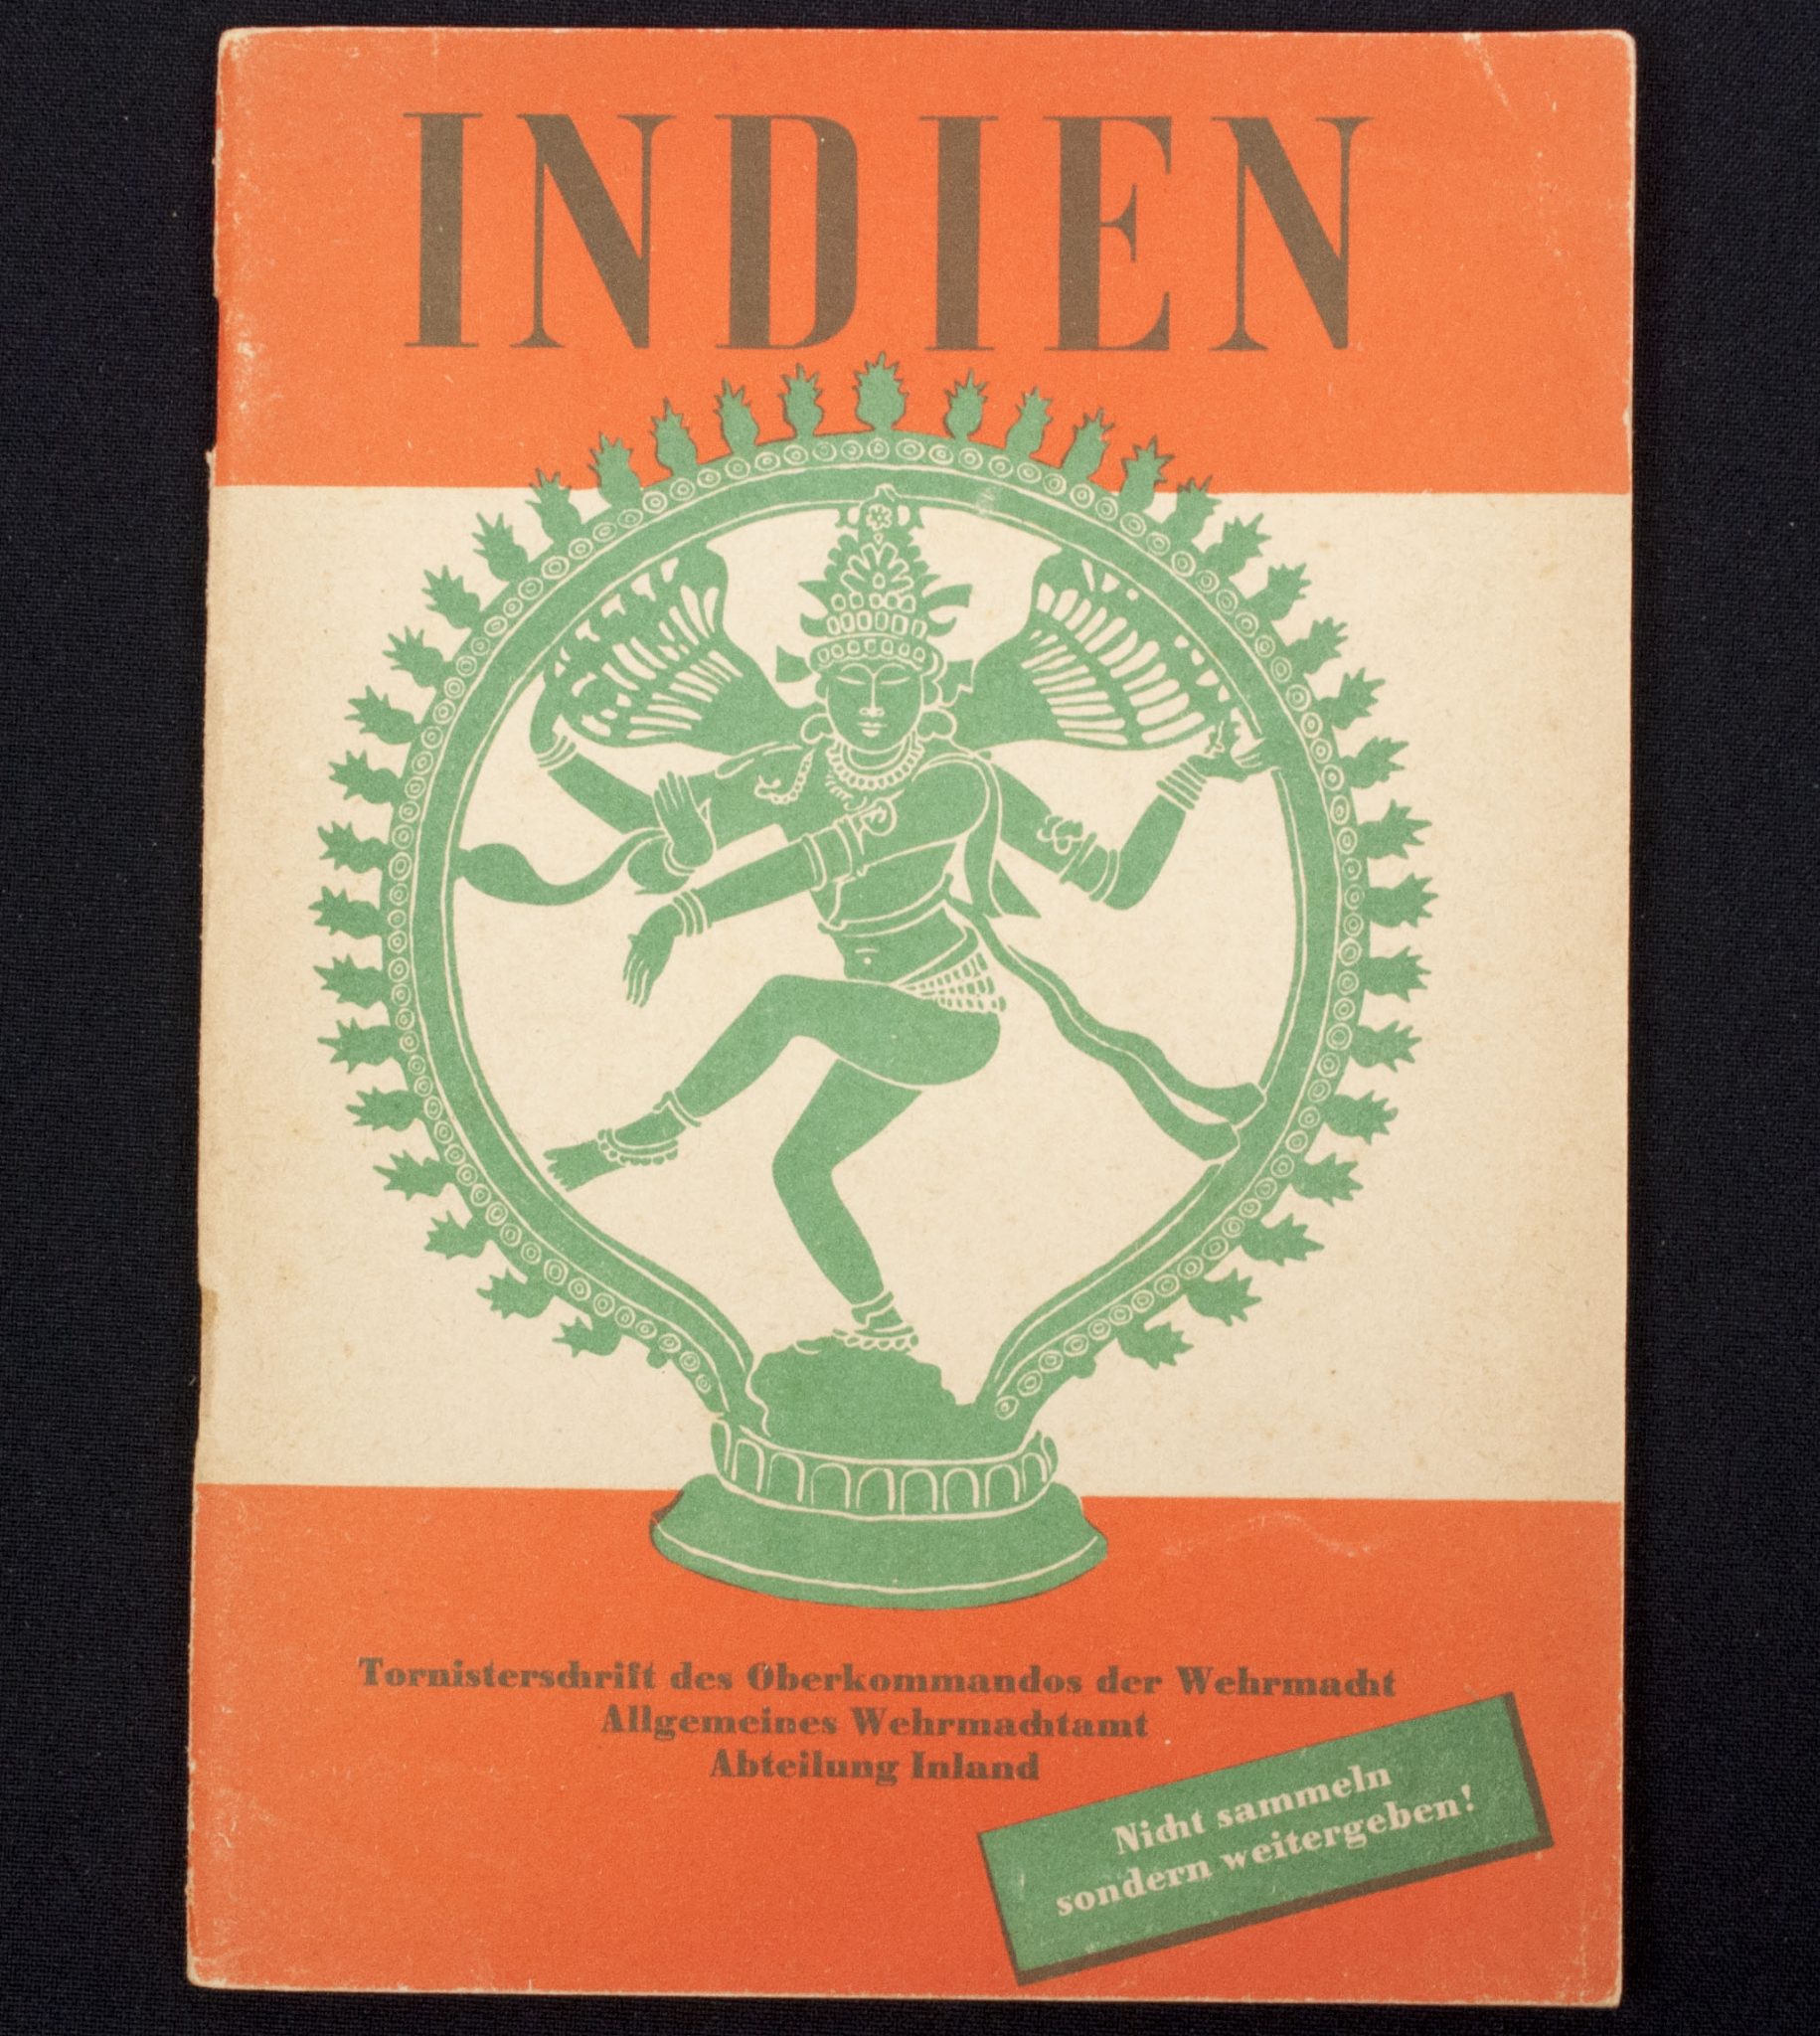 INDIEN
Tornisterschrift des Oberkommandos der Wehrmacht
Allgemeines Wehrmachtamt
Abteilung Inland
Nicht sammeln
sondern weitergeben!